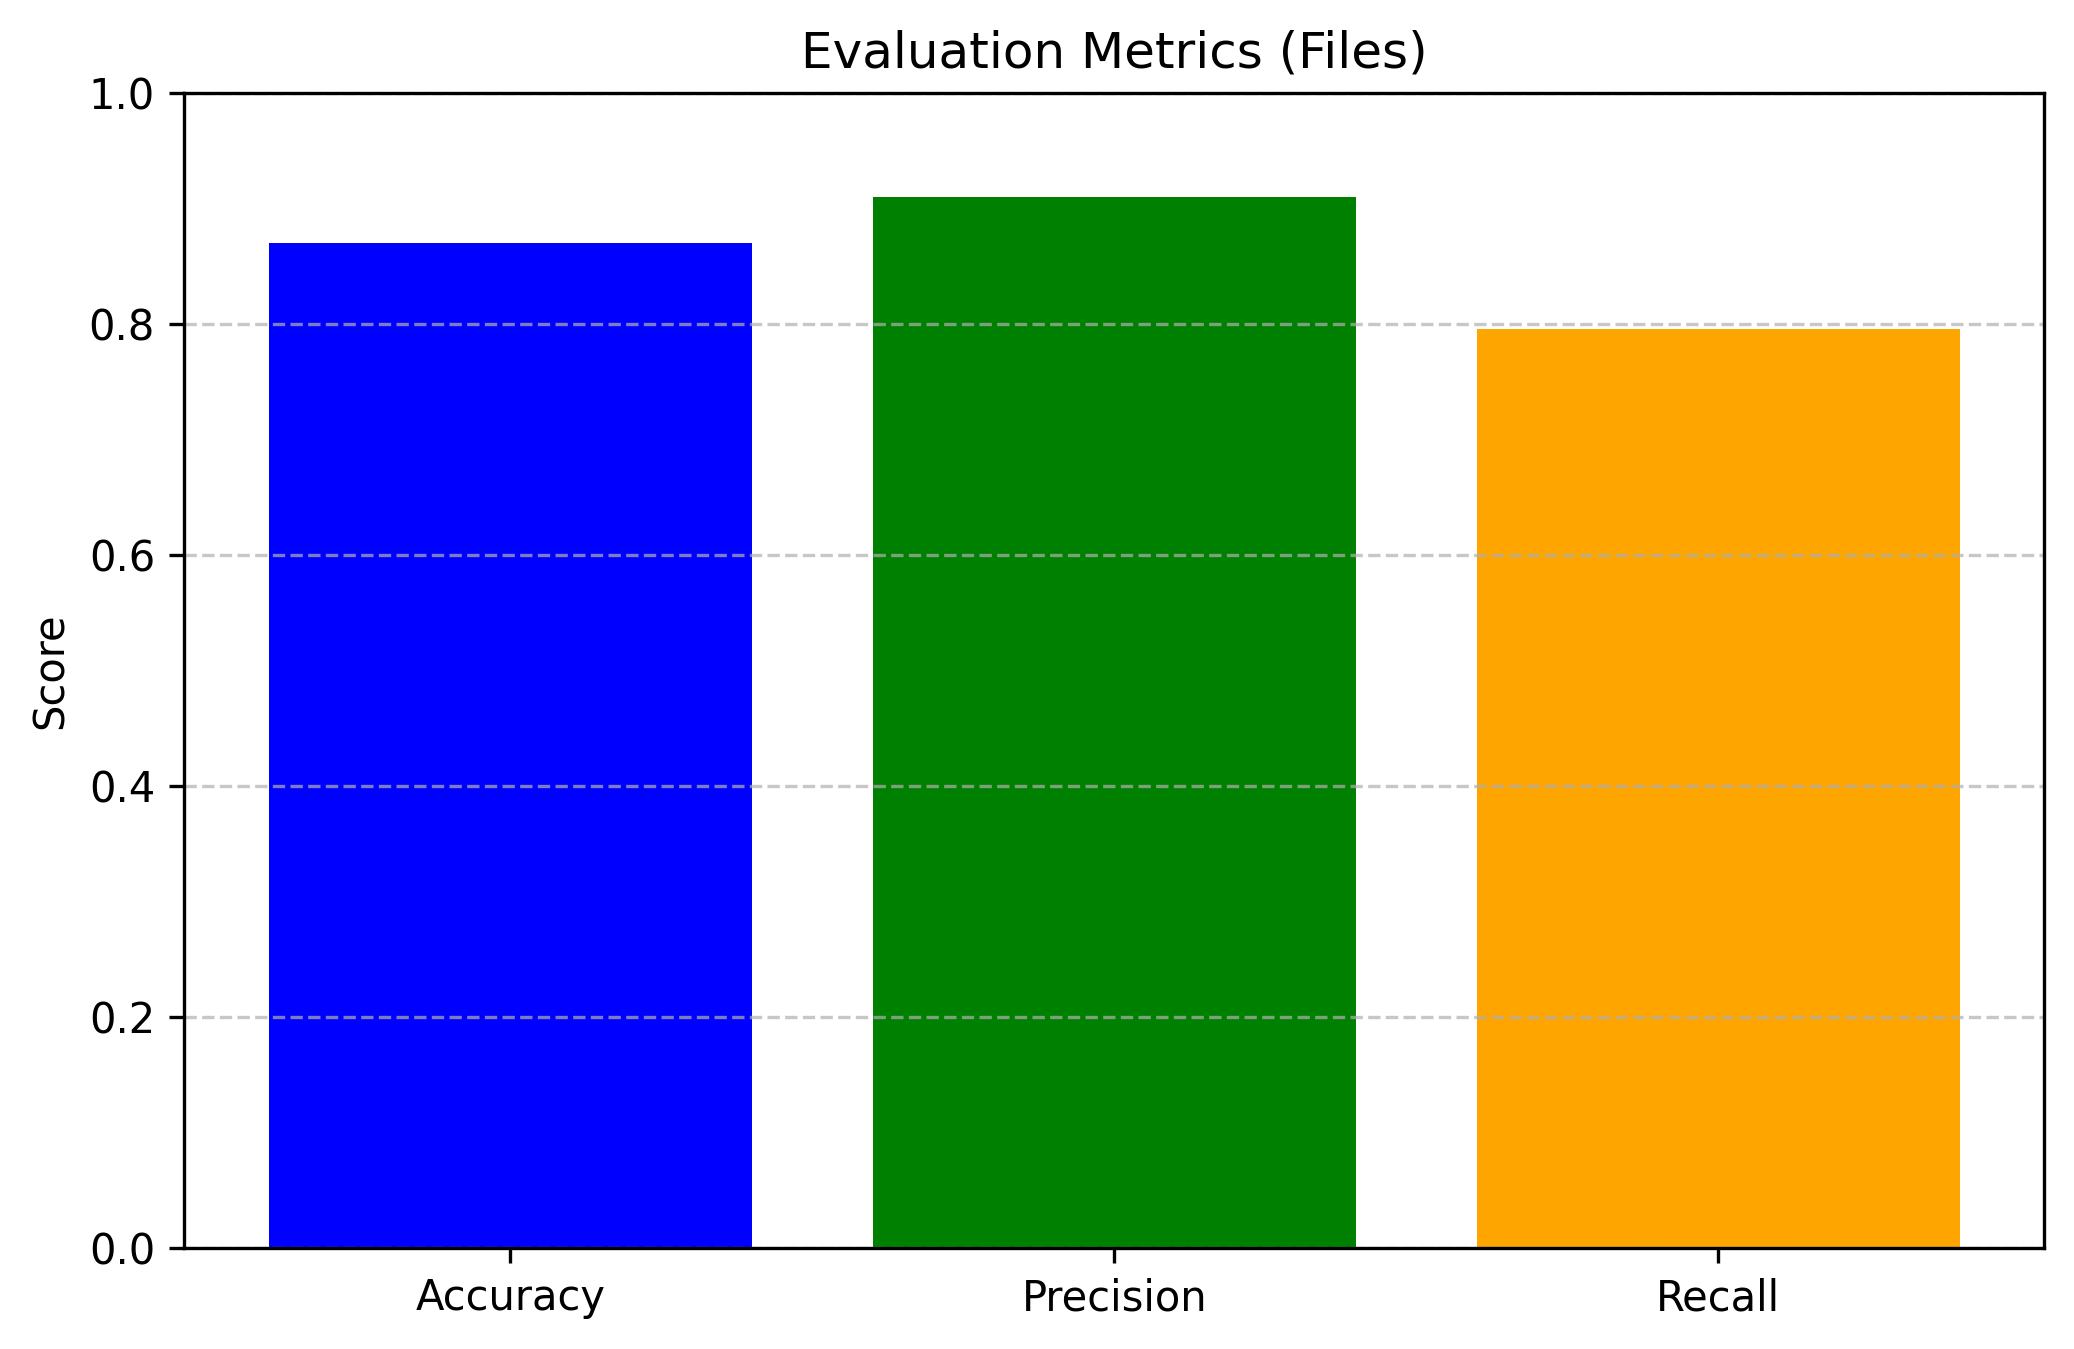 Evaluation Metrics (Files)
1.0
0.8
0.6
0.4
0.2
0.0
Score
Accuracy
Precision
Recall